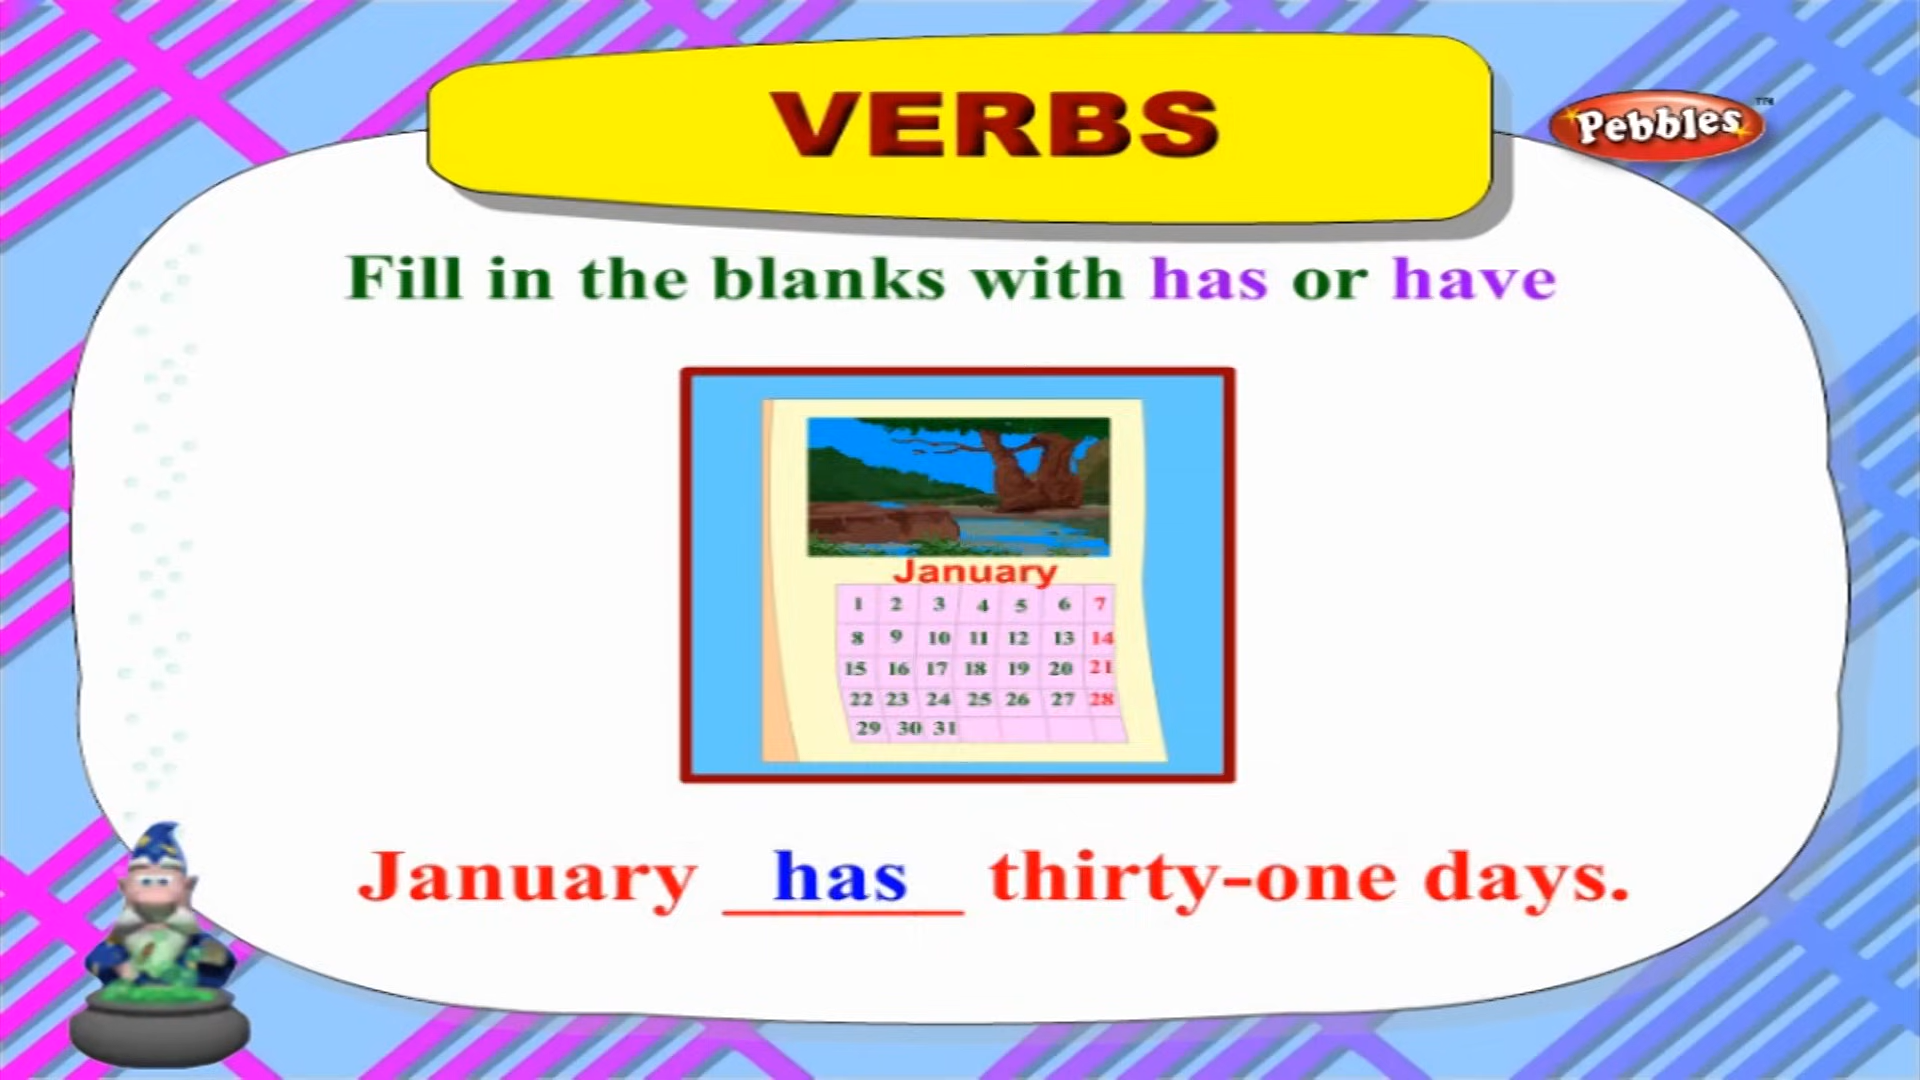 VERBS
Pebbles™
Fill in the blanks with has or have
January
1 2 3 4 5 6 7
8 9 10 11 12 13 14
15 16 17 18 19 20 21
22 23 24 25 26 27 28
29 30 31
January has thirty-one days.